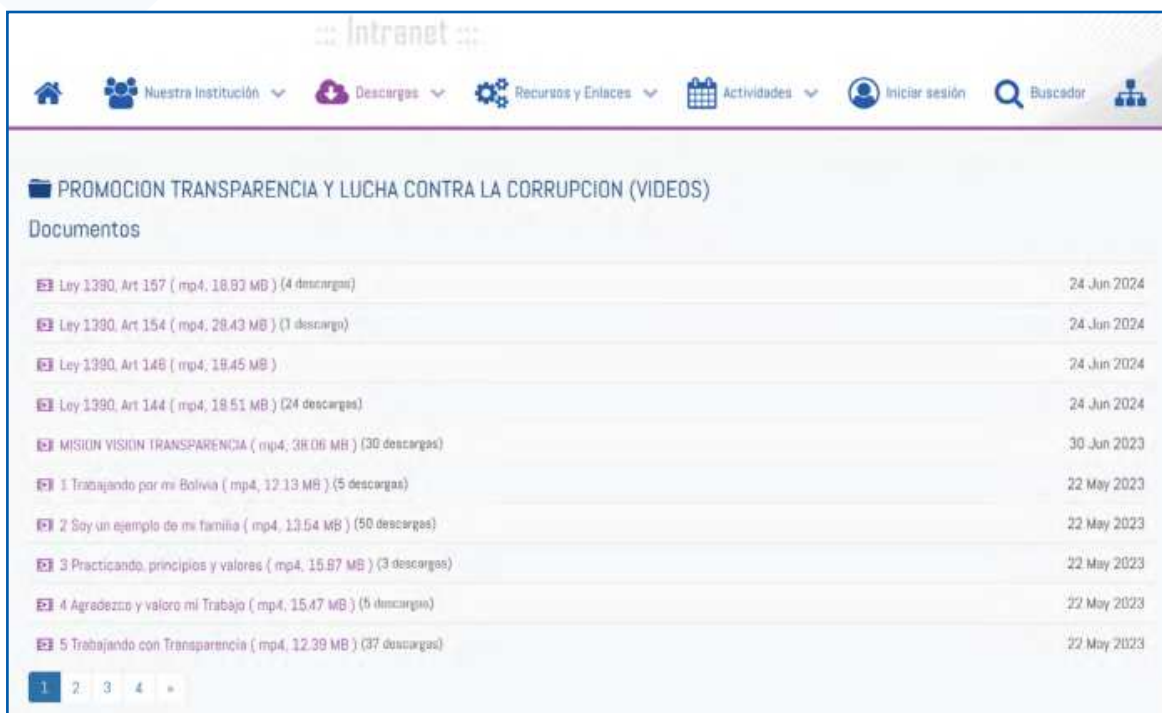 ::: Intranet :::
Nuestra Institución Descargas Recursos y Enlaces Actividades Iniciar sesión Buscador
PROMOCION TRANSPARENCIA Y LUCHA CONTRA LA CORRUPCION (VIDEOS)
Documentos
Ley 1390, Art 157 ( mp4, 18.93 MB ) (4 descargas) 24 Jun 2024
Ley 1390, Art 154 ( mp4, 28.43 MB ) (1 descarga) 24 Jun 2024
Ley 1390, Art 146 ( mp4, 19.45 MB ) 24 Jun 2024
Ley 1390, Art 144 ( mp4, 18.51 MB ) (24 descargas) 24 Jun 2024
MISION VISION TRANSPARENCIA ( mp4, 38.06 MB ) (30 descargas) 30 Jun 2023
1 Trabajando por mi Bolivia ( mp4, 12.13 MB ) (5 descargas) 22 May 2023
2 Soy un ejemplo de mi familia ( mp4, 13.54 MB ) (50 descargas) 22 May 2023
3 Practicando, principios y valores ( mp4, 15.87 MB ) (3 descargas) 22 May 2023
4 Agradezco y valoro mi Trabajo ( mp4, 15.47 MB ) (5 descargas) 22 May 2023
5 Trabajando con Transparencia ( mp4, 12.39 MB ) (37 descargas) 22 May 2023
1 2 3 4 »